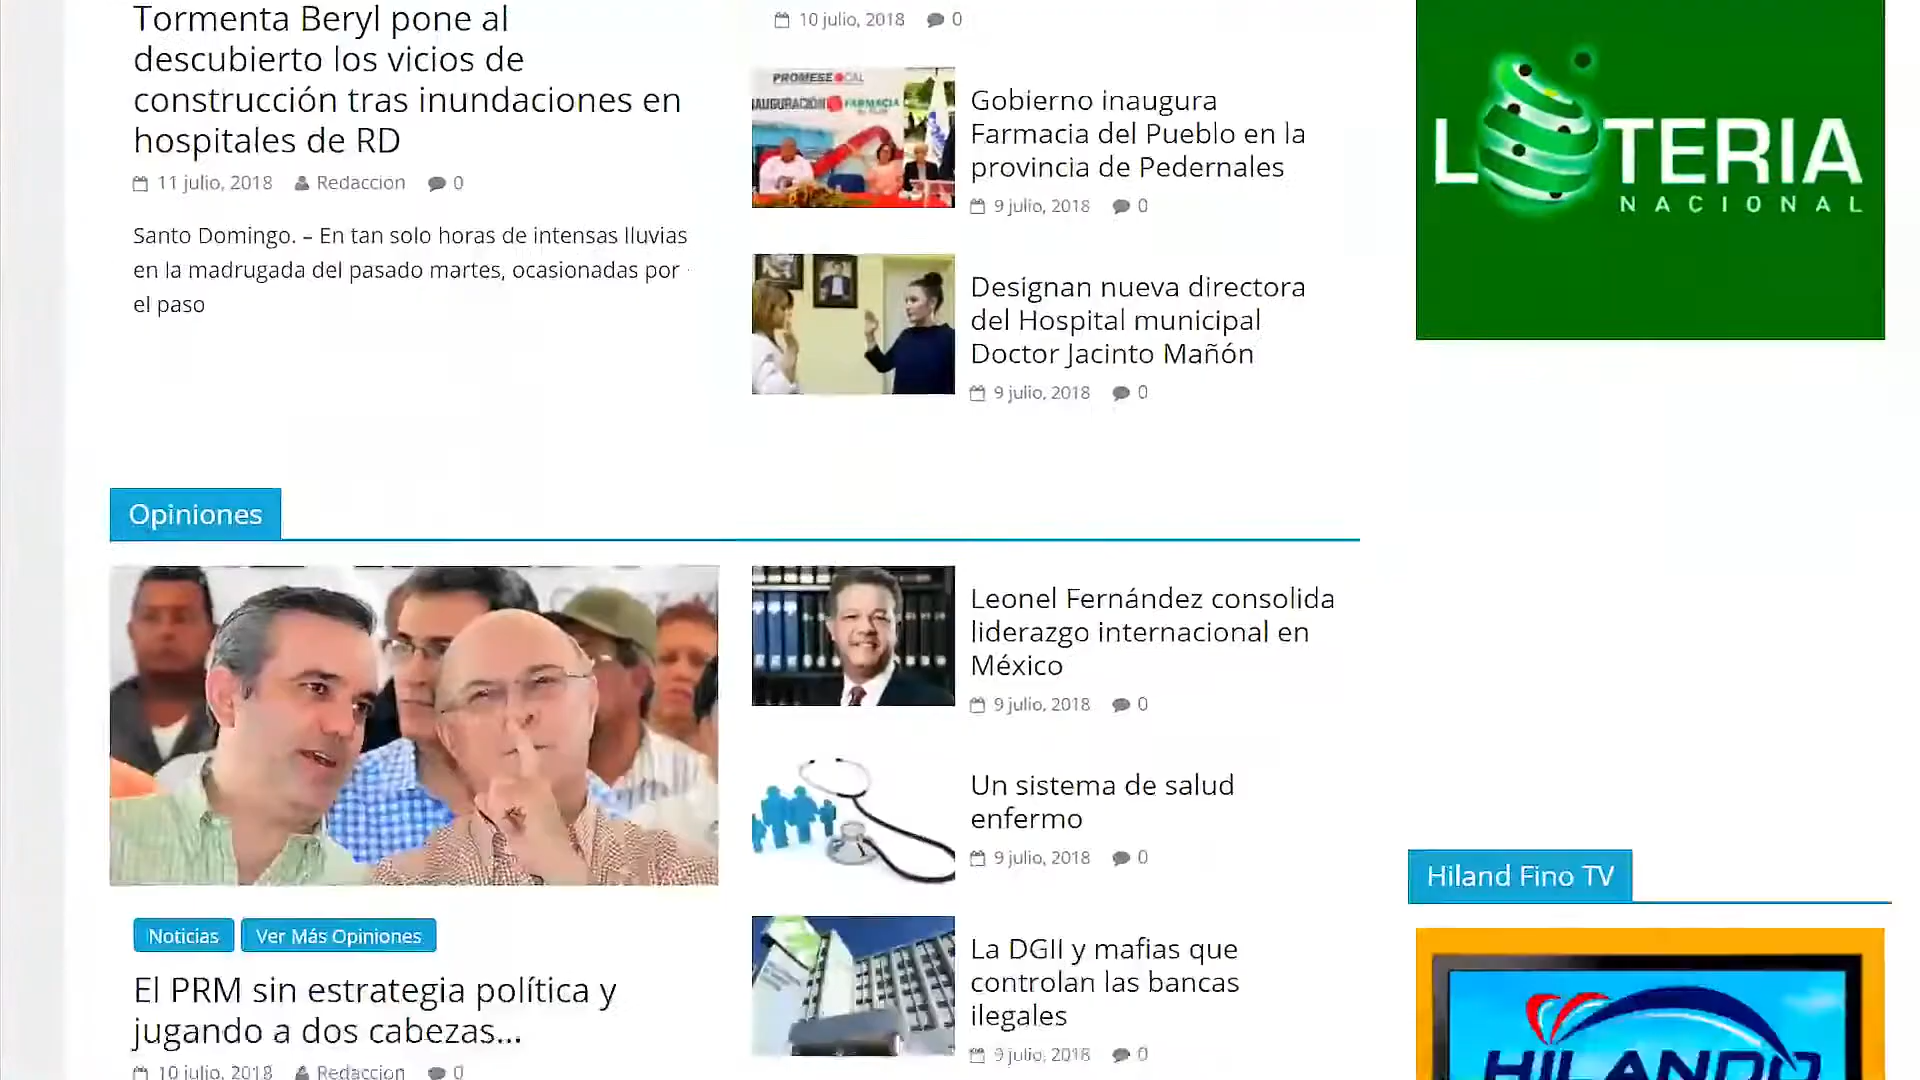 Tormenta Beryl pone al
descubierto los vicios de
construcción tras inundaciones en
hospitales de RD
11 julio, 2018 Redaccion 0
Santo Domingo. – En tan solo horas de intensas lluvias
en la madrugada del pasado martes, ocasionadas por
el paso
10 julio, 2018 0
PROMESE CAL
FARMACIA
Gobierno inaugura
Farmacia del Pueblo en la
provincia de Pedernales
9 julio, 2018 0
Designan nueva directora
del Hospital municipal
Doctor Jacinto Mañón
9 julio, 2018 0
LOTERIA
NACIONAL
Opiniones
Noticias Ver Más Opiniones
El PRM sin estrategia política y
jugando a dos cabezas...
10 julio, 2018 Redaccion 0
Leonel Fernández consolida
liderazgo internacional en
México
9 julio, 2018 0
Un sistema de salud
enfermo
9 julio, 2018 0
La DGII y mafias que
controlan las bancas
ilegales
9 julio, 2018 0
Hiland Fino TV
HILANDO